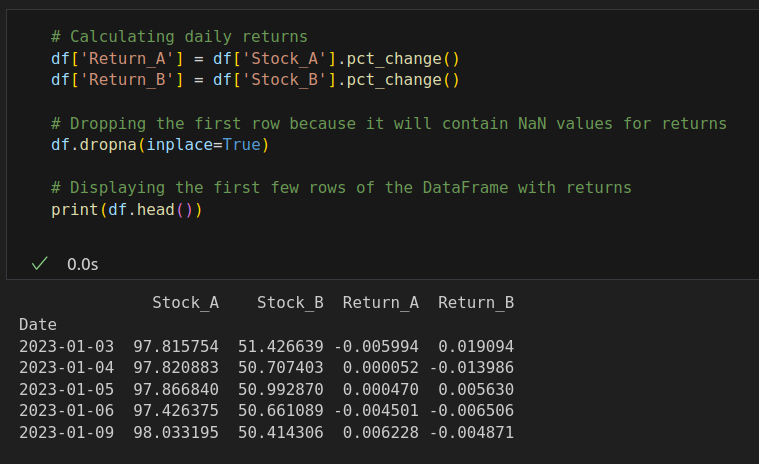 # Calculating daily returns
df['Return_A'] = df['Stock_A'].pct_change()
df['Return_B'] = df['Stock_B'].pct_change()
# Dropping the first row because it will contain NaN values for returns
df.dropna(inplace=True)
# Displaying the first few rows of the DataFrame with returns
print(df.head())
0.0s
Stock_A Stock_B Return_A Return_B
Date
2023-01-03 97.815754 51.426639 -0.005994 0.019094
2023-01-04 97.820883 50.707403 0.000052 -0.013986
2023-01-05 97.866840 50.992870 0.000470 0.005630
2023-01-06 97.426375 50.661089 -0.004501 -0.006506
2023-01-09 98.033195 50.414306 0.006228 -0.004871